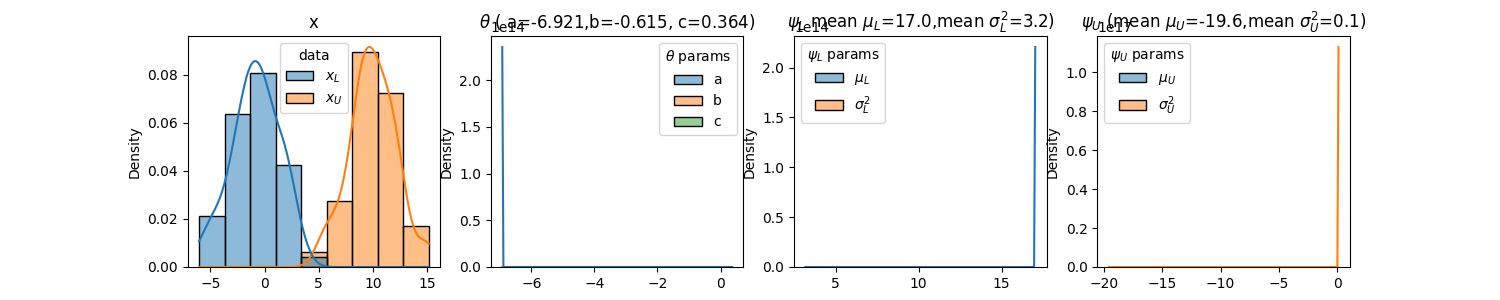 x
Density
0.00
0.02
0.04
0.06
0.08
−5
0
5
10
15
data
x_L
x_U
θ ( a=-6.921,b=-0.615, c=0.364)
1e14
Density
0.0
0.5
1.0
1.5
2.0
−6
−4
−2
0
θ params
a
b
c
ψ_L mean μ_L=17.0,mean σ_L^2=3.2)
1e14
Density
0.0
0.5
1.0
1.5
2.0
5
10
15
ψ_L params
μ_L
σ_L^2
ψ_U (mean μ_U=-19.6,mean σ_U^2=0.1)
1e17
Density
0.0
0.2
0.4
0.6
0.8
1.0
−20
−15
−10
−5
0
ψ_U params
μ_U
σ_U^2